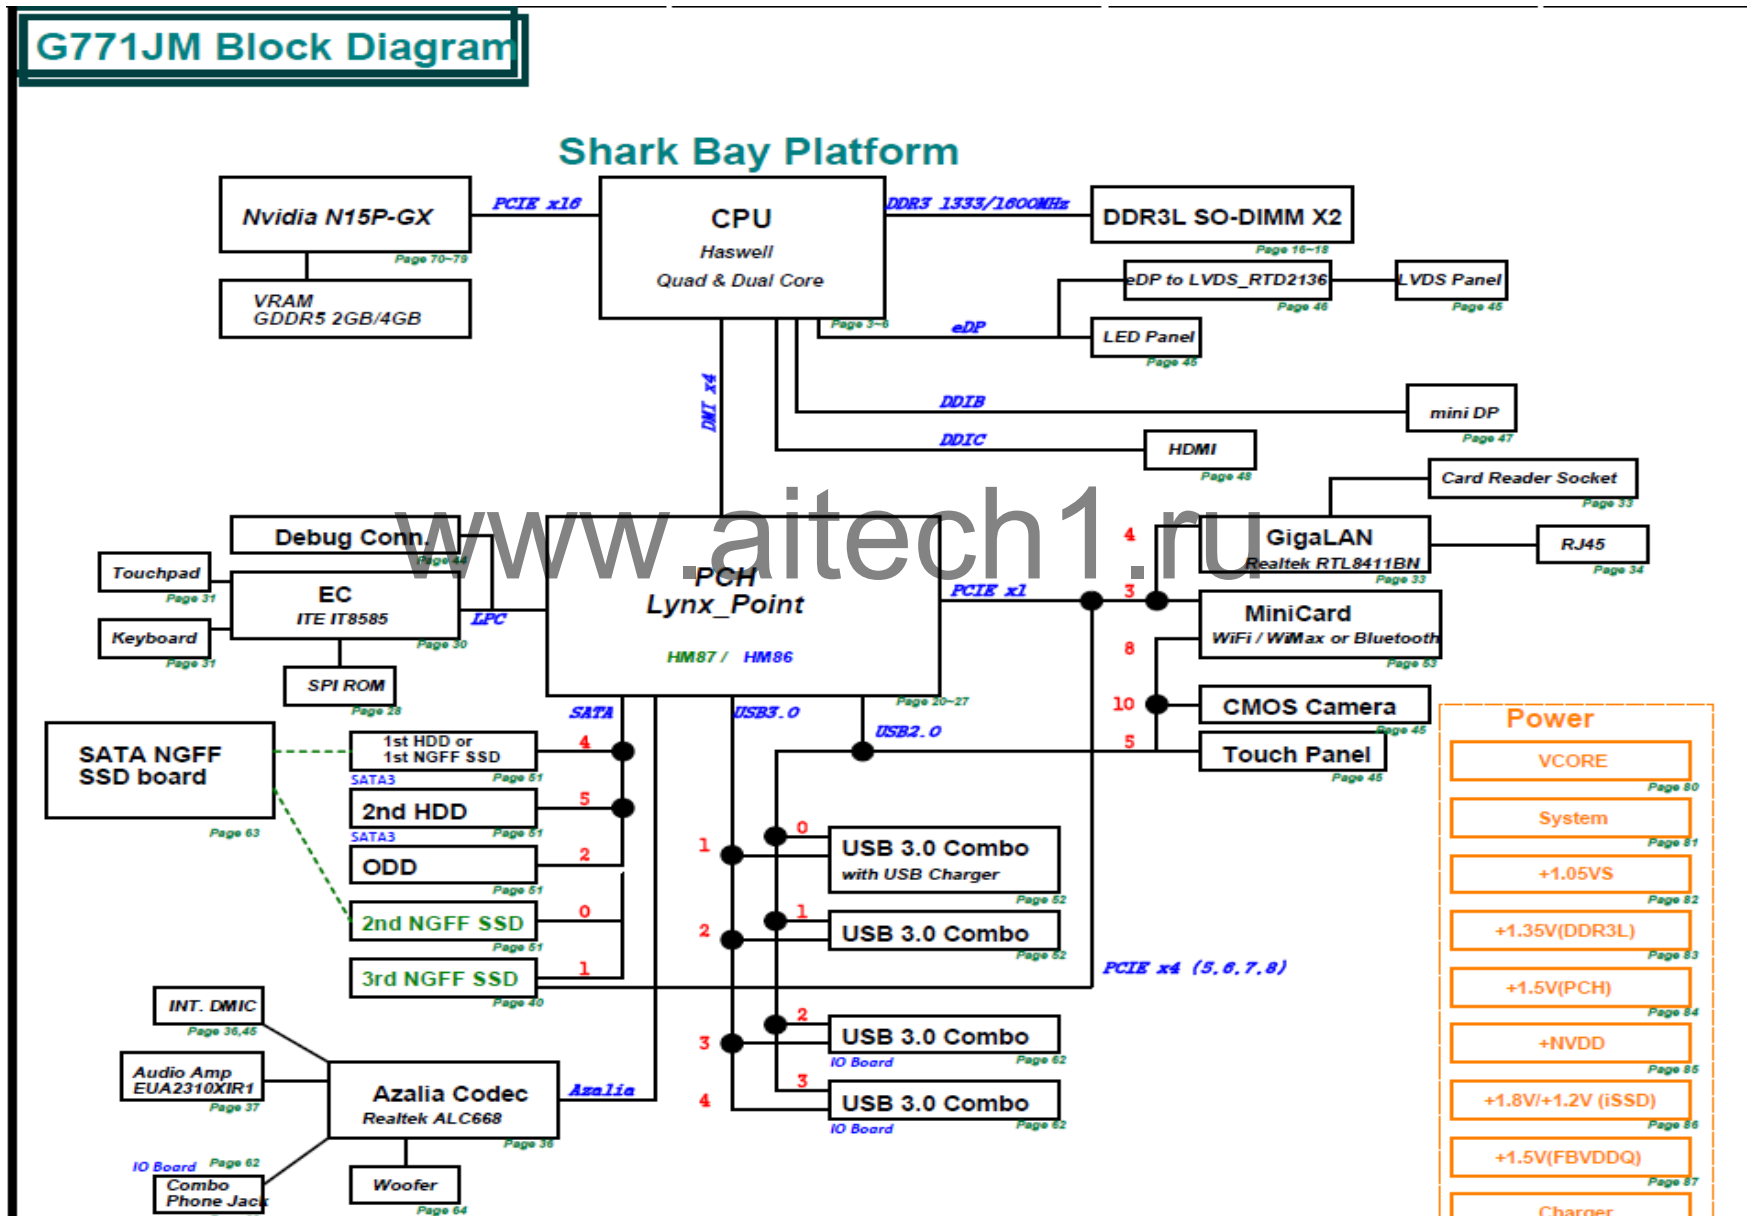 G771JM Block Diagram
Shark Bay Platform
Nvidia N15P-GX
Page 70~79
VRAM
GDDR5 2GB/4GB
PCIE x16
CPU
Haswell
Quad & Dual Core
Page 3~6
DDR3 1333/1600MHz
DDR3L SO-DIMM X2
Page 16~18
eDP to LVDS_RTD2136
Page 46
LVDS Panel
Page 45
eDP
LED Panel
Page 45
DMI x4
DDIB
mini DP
Page 47
DDIC
HDMI
Page 48
Card Reader Socket
Page 33
www.aitech1.ru
Debug Conn.
Page 44
Touchpad
Page 31
EC
ITE IT8585
Page 30
LPC
Keyboard
Page 31
SPI ROM
Page 28
PCH
Lynx_Point
HM87 / HM86
Page 20~27
PCIE x1
4
GigaLAN
Realtek RTL8411BN
Page 33
RJ45
Page 34
3
MiniCard
WiFi / WiMax or Bluetooth
Page 53
8
10
CMOS Camera
Page 45
5
Touch Panel
Page 45
SATA
USB3.0
USB2.0
SATA NGFF
SSD board
Page 63
1st HDD or
1st NGFF SSD
4
SATA3
Page 51
2nd HDD
5
SATA3
Page 51
ODD
2
Page 51
2nd NGFF SSD
0
Page 51
3rd NGFF SSD
1
Page 40
0
1
USB 3.0 Combo
with USB Charger
Page 52
1
2
USB 3.0 Combo
Page 52
PCIE x4 (5,6,7,8)
2
3
USB 3.0 Combo
IO Board
Page 62
3
4
USB 3.0 Combo
IO Board
Page 62
INT. DMIC
Page 36,45
Audio Amp
EUA2310XIR1
Page 37
Azalia Codec
Realtek ALC668
Page 36
Azalia
IO Board
Page 62
Combo
Phone Jack
Woofer
Page 64
Power
VCORE
Page 80
System
Page 81
+1.05VS
Page 82
+1.35V(DDR3L)
Page 83
+1.5V(PCH)
Page 84
+NVDD
Page 85
+1.8V/+1.2V (iSSD)
Page 86
+1.5V(FBVDDQ)
Page 87
Charger